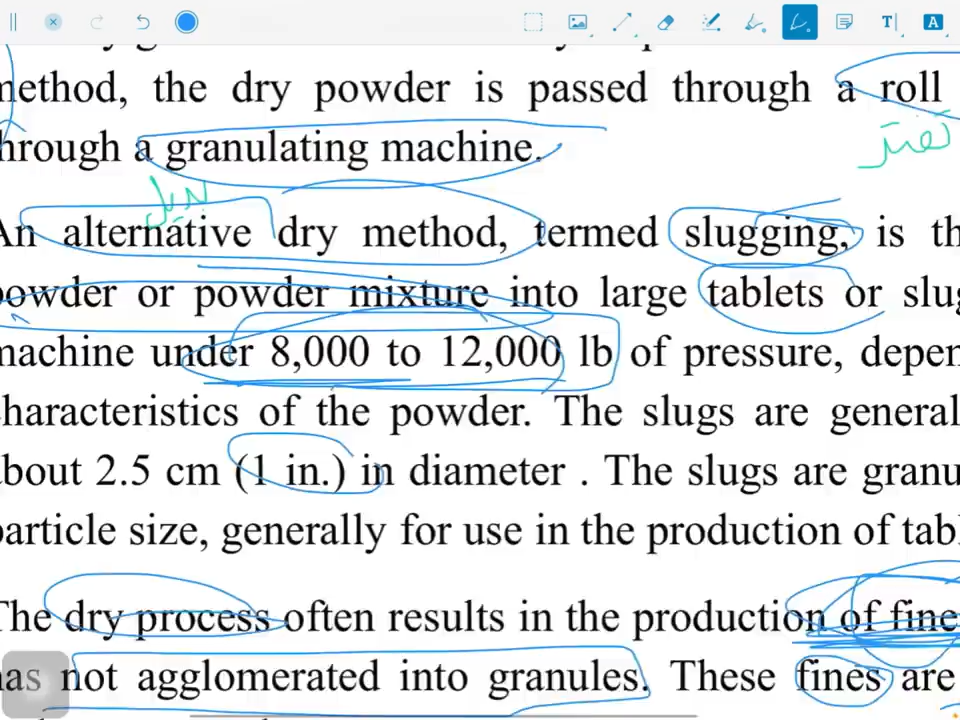 method, the dry powder is passed through a roll
through a granulating machine.
بديل
An alternative dry method, termed slugging, is th
powder or powder mixture into large tablets or slug
machine under 8,000 to 12,000 lb of pressure, depen
characteristics of the powder. The slugs are general
about 2.5 cm (1 in.) in diameter . The slugs are granu
particle size, generally for use in the production of tabl
The dry process often results in the production of fine
has not agglomerated into granules. These fines are